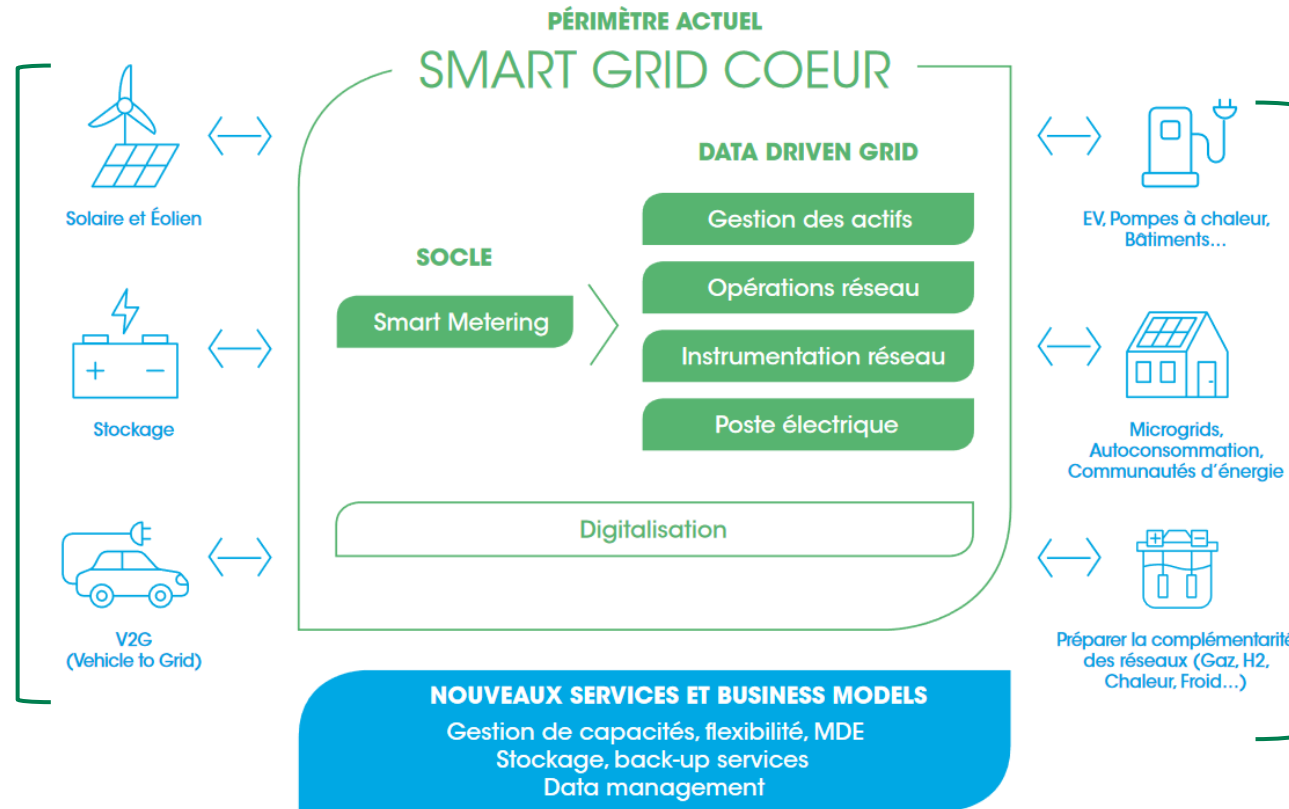 PÉRIMÈTRE ACTUEL
SMART GRID COEUR
Solaire et Éolien
Stockage
V2G
(Vehicle to Grid)
SOCLE
Smart Metering
DATA DRIVEN GRID
Gestion des actifs
Opérations réseau
Instrumentation réseau
Poste électrique
Digitalisation
EV, Pompes à chaleur,
Bâtiments...
Microgrids,
Autoconsommation,
Communautés d'énergie
Préparer la complémentarité
des réseaux (Gaz, H2,
Chaleur, Froid...)
NOUVEAUX SERVICES ET BUSINESS MODELS
Gestion de capacités, flexibilité, MDE
Stockage, back-up services
Data management